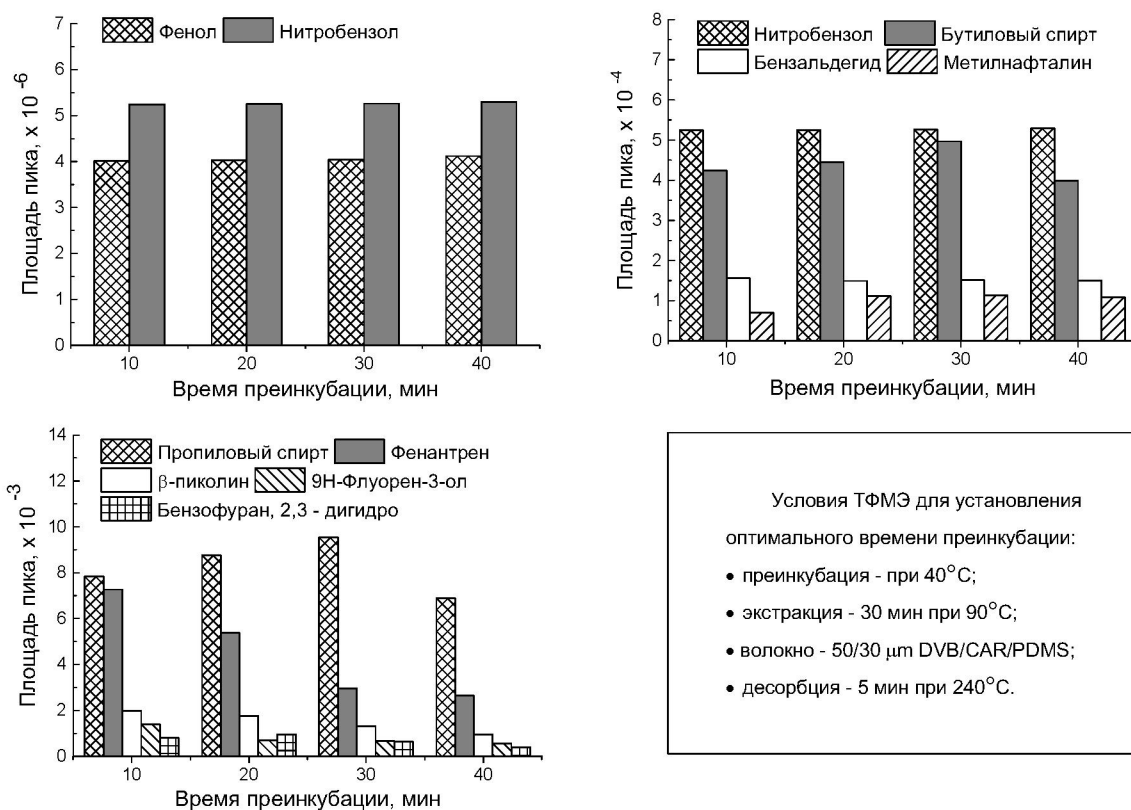 Площадь пика, x 10 -6
7
6
5
4
3
2
1
0
Фенол Нитробензол
10 20 30 40
Время преинкубации, мин
Площадь пика, x 10 -4
8
7
6
5
4
3
2
1
0
Нитробензол Бутиловый спирт
Бензальдегид Метилнафталин
10 20 30 40
Время преинкубации, мин
Площадь пика, x 10 -3
14
12
10
8
6
4
2
0
Пропиловый спирт Фенантрен
β-пиколин 9H-Флуорен-3-ол
Бензофуран, 2,3 - дигидро
10 20 30 40
Время преинкубации, мин
Условия ТФМЭ для установления
оптимального времени преинкубации:
• преинкубация - при 40°C;
• экстракция - 30 мин при 90°C;
• волокно - 50/30 μm DVB/CAR/PDMS;
• десорбция - 5 мин при 240°C.